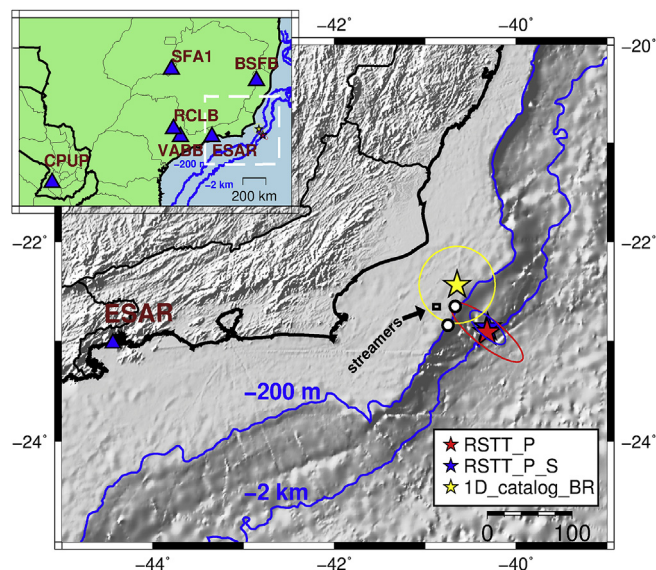 −42° −40°
−20°
SFA1
BSFB
RCLB
VABB ESAR
CPUP
−200 m
−2 km
200 km
−22° −22°
ESAR
streamers
−200 m
−24° −24°
−2 km
RSTT_P
RSTT_P_S
1D_catalog_BR
0 100
−44° −42° −40°